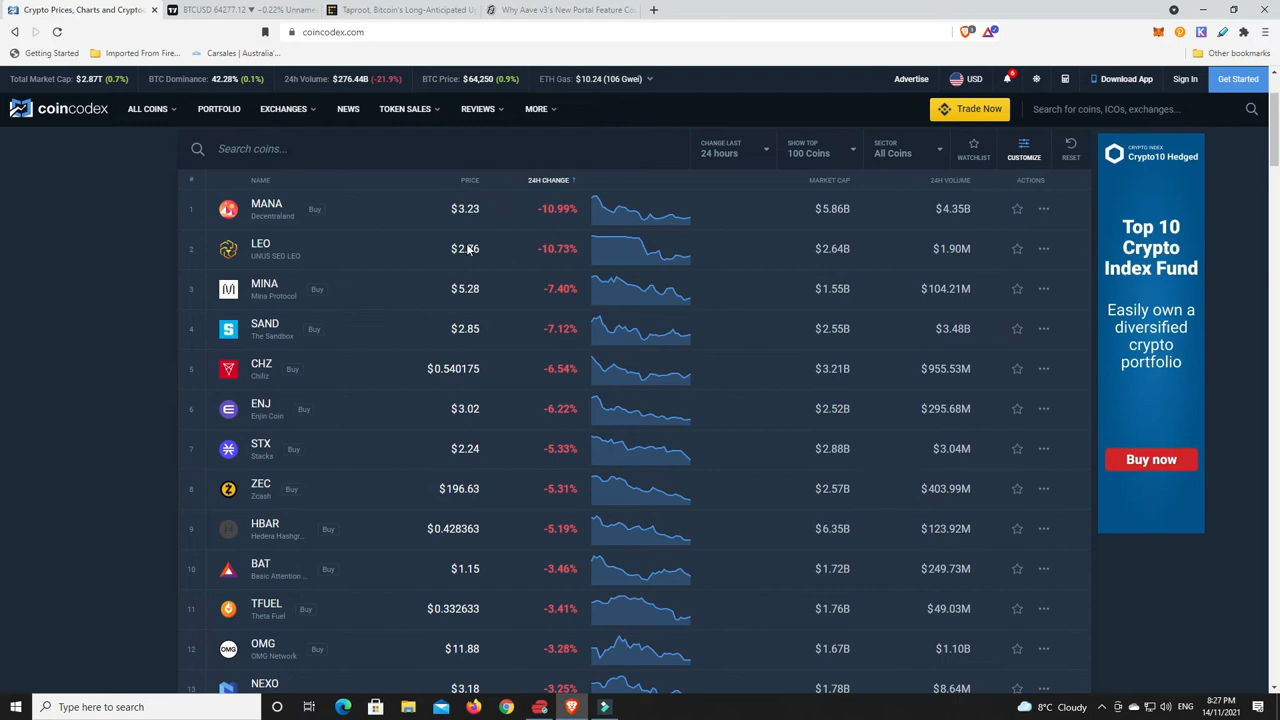 Crypto Prices, Charts and Cryptoc
BTCUSD 64277.12 ▼ −0.22% Unnam
Taproot, Bitcoin's Long-Anticipated U
Why Aave v3's New Portal Feature Co
coincodex.com
Getting Started
Imported From Fire...
Carsales | Australia'...
Other bookmarks
Total Market Cap: $2.87T (0.7%)
BTC Dominance: 42.28% (0.1%)
24h Volume: $276.44B (-21.9%)
BTC Price: $64,250 (0.9%)
ETH Gas: $10.24 (106 Gwei)
Advertise
USD
6
Download App
Sign In
Get Started
coincodex
ALL COINS
PORTFOLIO
EXCHANGES
NEWS
TOKEN SALES
REVIEWS
MORE
Trade Now
Search for coins, ICOs, exchanges...
Search coins...
CHANGE LAST
24 hours
SHOW TOP
100 Coins
SECTOR
All Coins
WATCHLIST
CUSTOMIZE
RESET
# NAME PRICE 24H CHANGE ↑ MARKET CAP 24H VOLUME ACTIONS
1 MANA Buy $3.23 -10.99% $5.86B $4.35B
Decentraland
2 LEO -10.73% $2.64B $1.90M
UNUS SED LEO
3 MINA Buy $5.28 -7.40% $1.55B $104.21M
Mina Protocol
4 SAND Buy $2.85 -7.12% $2.55B $3.48B
The Sandbox
5 CHZ Buy $0.540175 -6.54% $3.21B $955.53M
Chiliz
6 ENJ Buy $3.02 -6.22% $2.52B $295.68M
Enjin Coin
7 STX Buy $2.24 -5.33% $2.88B $3.04M
Stacks
8 ZEC Buy $196.63 -5.31% $2.57B $403.99M
Zcash
9 HBAR Buy $0.428363 -5.19% $6.35B $123.92M
Hedera Hashgr...
10 BAT Buy $1.15 -3.46% $1.72B $249.73M
Basic Attention ...
11 TFUEL Buy $0.332633 -3.41% $1.76B $49.03M
Theta Fuel
12 OMG Buy $11.88 -3.28% $1.67B $1.10B
OMG Network
13 NEXO $3.18 -3.25% $1.78B $8.64M
CRYPTO INDEX
Crypto10 Hedged
Top 10
Crypto
Index Fund
Easily own a
diversified
crypto
portfolio
Buy now
Type here to search
8°C Cloudy
ENG
8:27 PM
14/11/2021